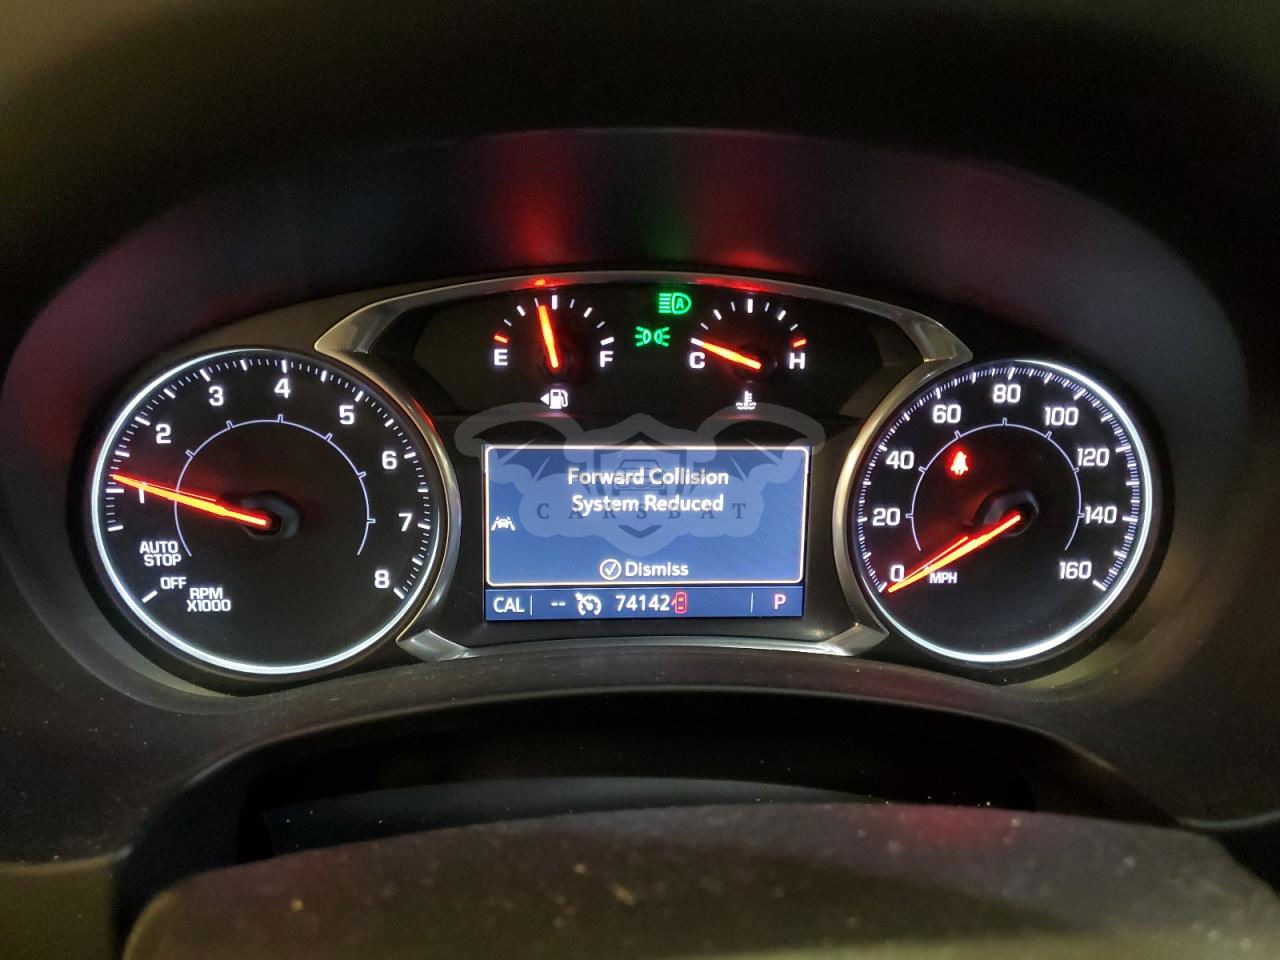 E
F
A
C
H
1
2
3
4
5
6
7
8
AUTO
STOP
OFF
RPM
X1000
Forward Collision
System Reduced
CARSBAT
Dismiss
CAL -- 74142 P
0
20
40
60
80
100
120
140
160
MPH